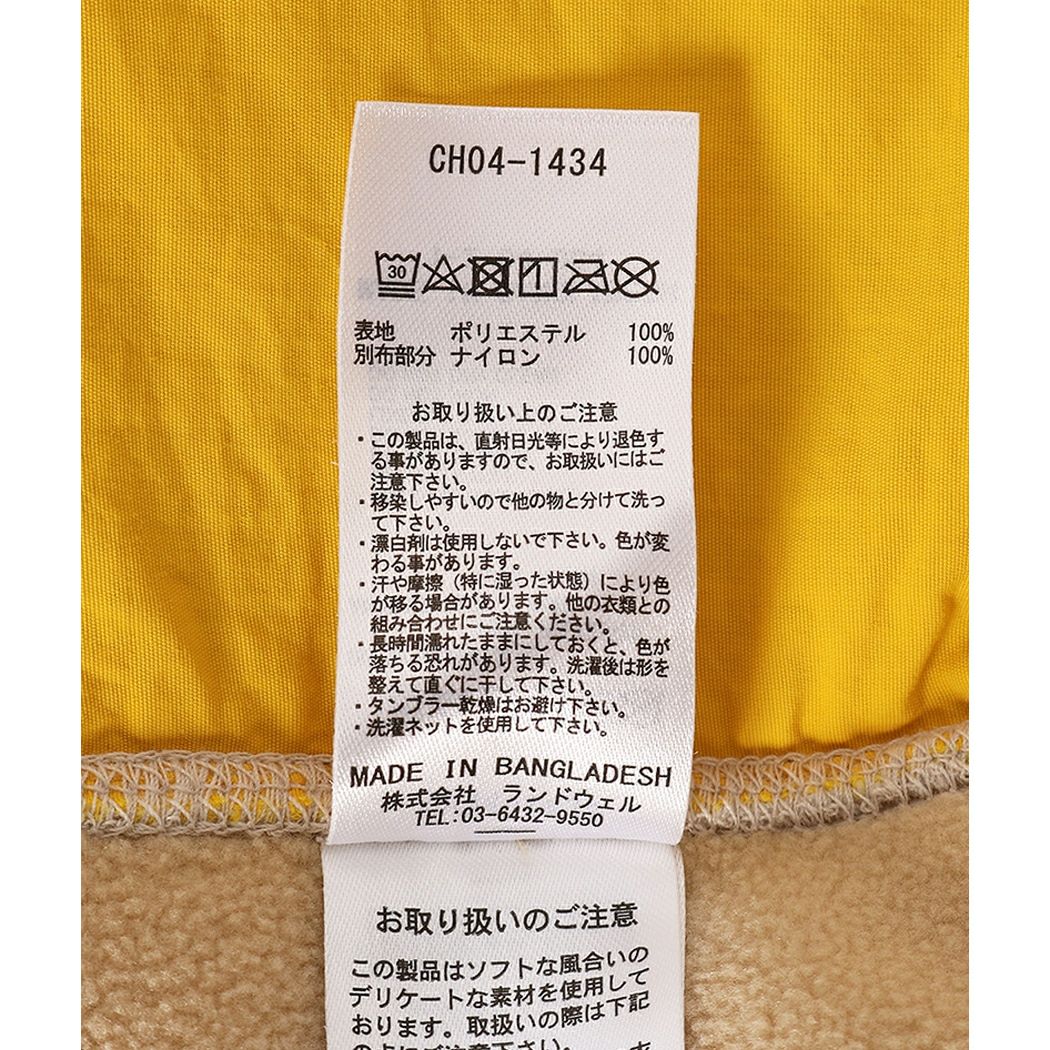 CH04-1434
30
表地 ポリエステル 100%
別布部分 ナイロン 100%
お取り扱い上のご注意
・この製品は、直射日光等により退色す
る事がありますので、お取扱いにはご
注意下さい。
・移染しやすいので他の物と分けて洗っ
て下さい。
・漂白剤は使用しないで下さい。色が変
わる事があります。
・汗や摩擦（特に湿った状態）により色
が移る場合があります。他の衣類との
組み合わせにご注意ください。
・長時間濡れたままにしておくと、色が
落ちる恐れがあります。洗濯後は形を
整えて直ぐに干して下さい。
・タンブラー乾燥はお避け下さい。
・洗濯ネットを使用して下さい。
MADE IN BANGLADESH
株式会社 ランドウェル
TEL:03-6432-9550
お取り扱いのご注意
この製品はソフトな風合いの
デリケートな素材を使用して
おります。取扱いの際は下記
のようにご注意下さい。